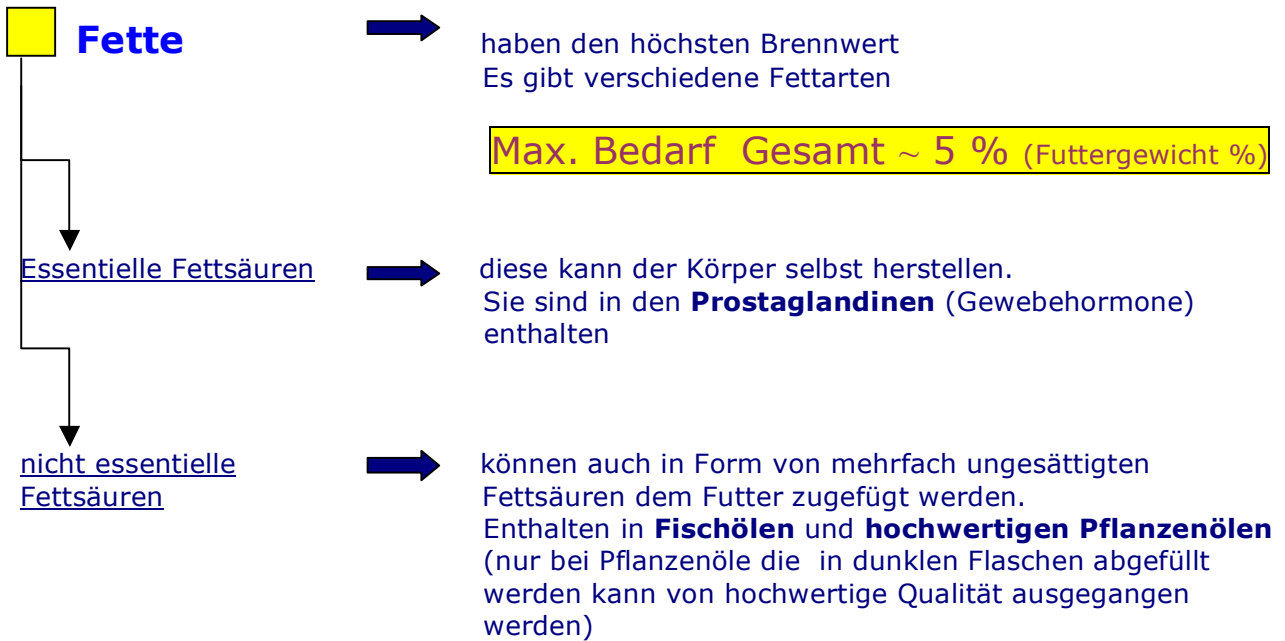 Fette
haben den höchsten Brennwert
Es gibt verschiedene Fettarten
Max. Bedarf Gesamt ~ 5 % (Futtergewicht %)
Essentielle Fettsäuren
diese kann der Körper selbst herstellen.
Sie sind in den Prostaglandinen (Gewebehormone)
enthalten
nicht essentielle
Fettsäuren
können auch in Form von mehrfach ungesättigten
Fettsäuren dem Futter zugefügt werden.
Enthalten in Fischölen und hochwertigen Pflanzenölen
(nur bei Pflanzenöle die in dunklen Flaschen abgefüllt
werden kann von hochwertige Qualität ausgegangen
werden)